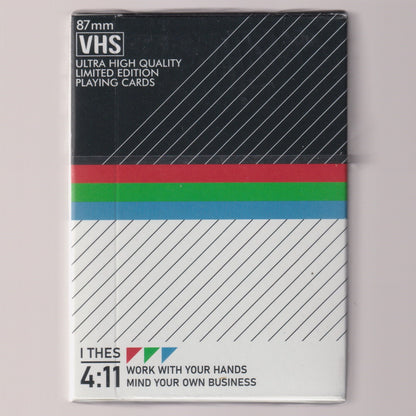 87mm
VHS
ULTRA HIGH QUALITY
LIMITED EDITION
PLAYING CARDS
I THES
4:11
WORK WITH YOUR HANDS
MIND YOUR OWN BUSINESS